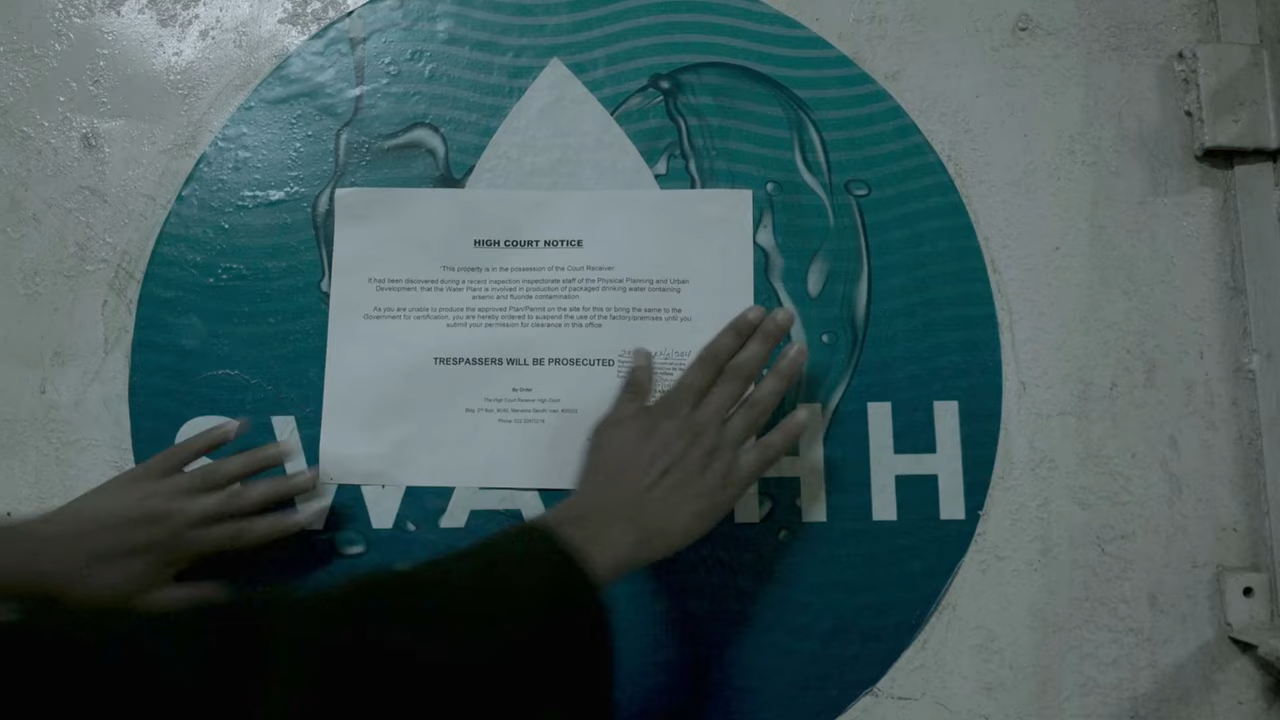 HIGH COURT NOTICE
"This property is in the possession of the Court Receiver.
It had been discovered during a recent inspection inspectorate staff of the Physical Planning and Urban
Development, that the Water Plant is involved in production of packaged drinking water containing
arsenic and fluoride contamination.
As you are unable to produce the approved Plan/Permit on the site for this or bring the same to the
Government for certification, you are hereby ordered to suspend the use of the factory/premises until you
submit your permission for clearance in this office.
TRESPASSERS WILL BE PROSECUTED
By Order
The High Court Receiver High Court
Phone
SWA HH